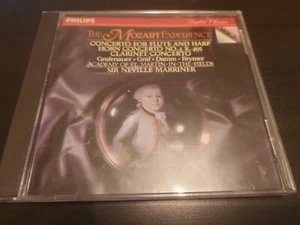 PHILIPS
Digital Classics
THE MOZART EXPERIENCE
CONCERTO FOR FLUTE AND HARP
HORN CONCERTO NO.4 K.495
CLARINET CONCERTO
Grafenauer · Graf · Damm · Brymer
ACADEMY OF ST. MARTIN-IN-THE-FIELDS
SIR NEVILLE MARRINER